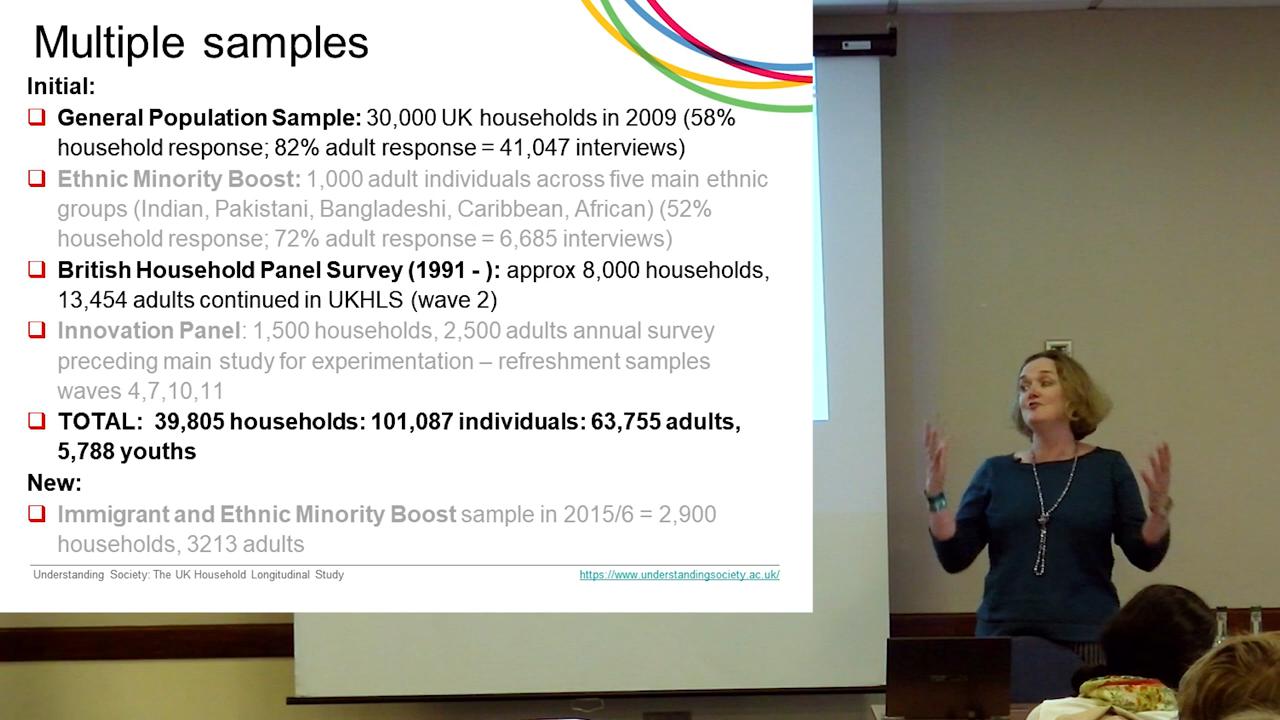 Multiple samples
Initial:
General Population Sample: 30,000 UK households in 2009 (58%
household response; 82% adult response = 41,047 interviews)
Ethnic Minority Boost: 1,000 adult individuals across five main ethnic
groups (Indian, Pakistani, Bangladeshi, Caribbean, African) (52%
household response; 72% adult response = 6,685 interviews)
British Household Panel Survey (1991 - ): approx 8,000 households,
13,454 adults continued in UKHLS (wave 2)
Innovation Panel: 1,500 households, 2,500 adults annual survey
preceding main study for experimentation – refreshment samples
waves 4,7,10,11
TOTAL: 39,805 households: 101,087 individuals: 63,755 adults,
5,788 youths
New:
Immigrant and Ethnic Minority Boost sample in 2015/6 = 2,900
households, 3213 adults
Understanding Society: The UK Household Longitudinal Study
https://www.understandingsociety.ac.uk/